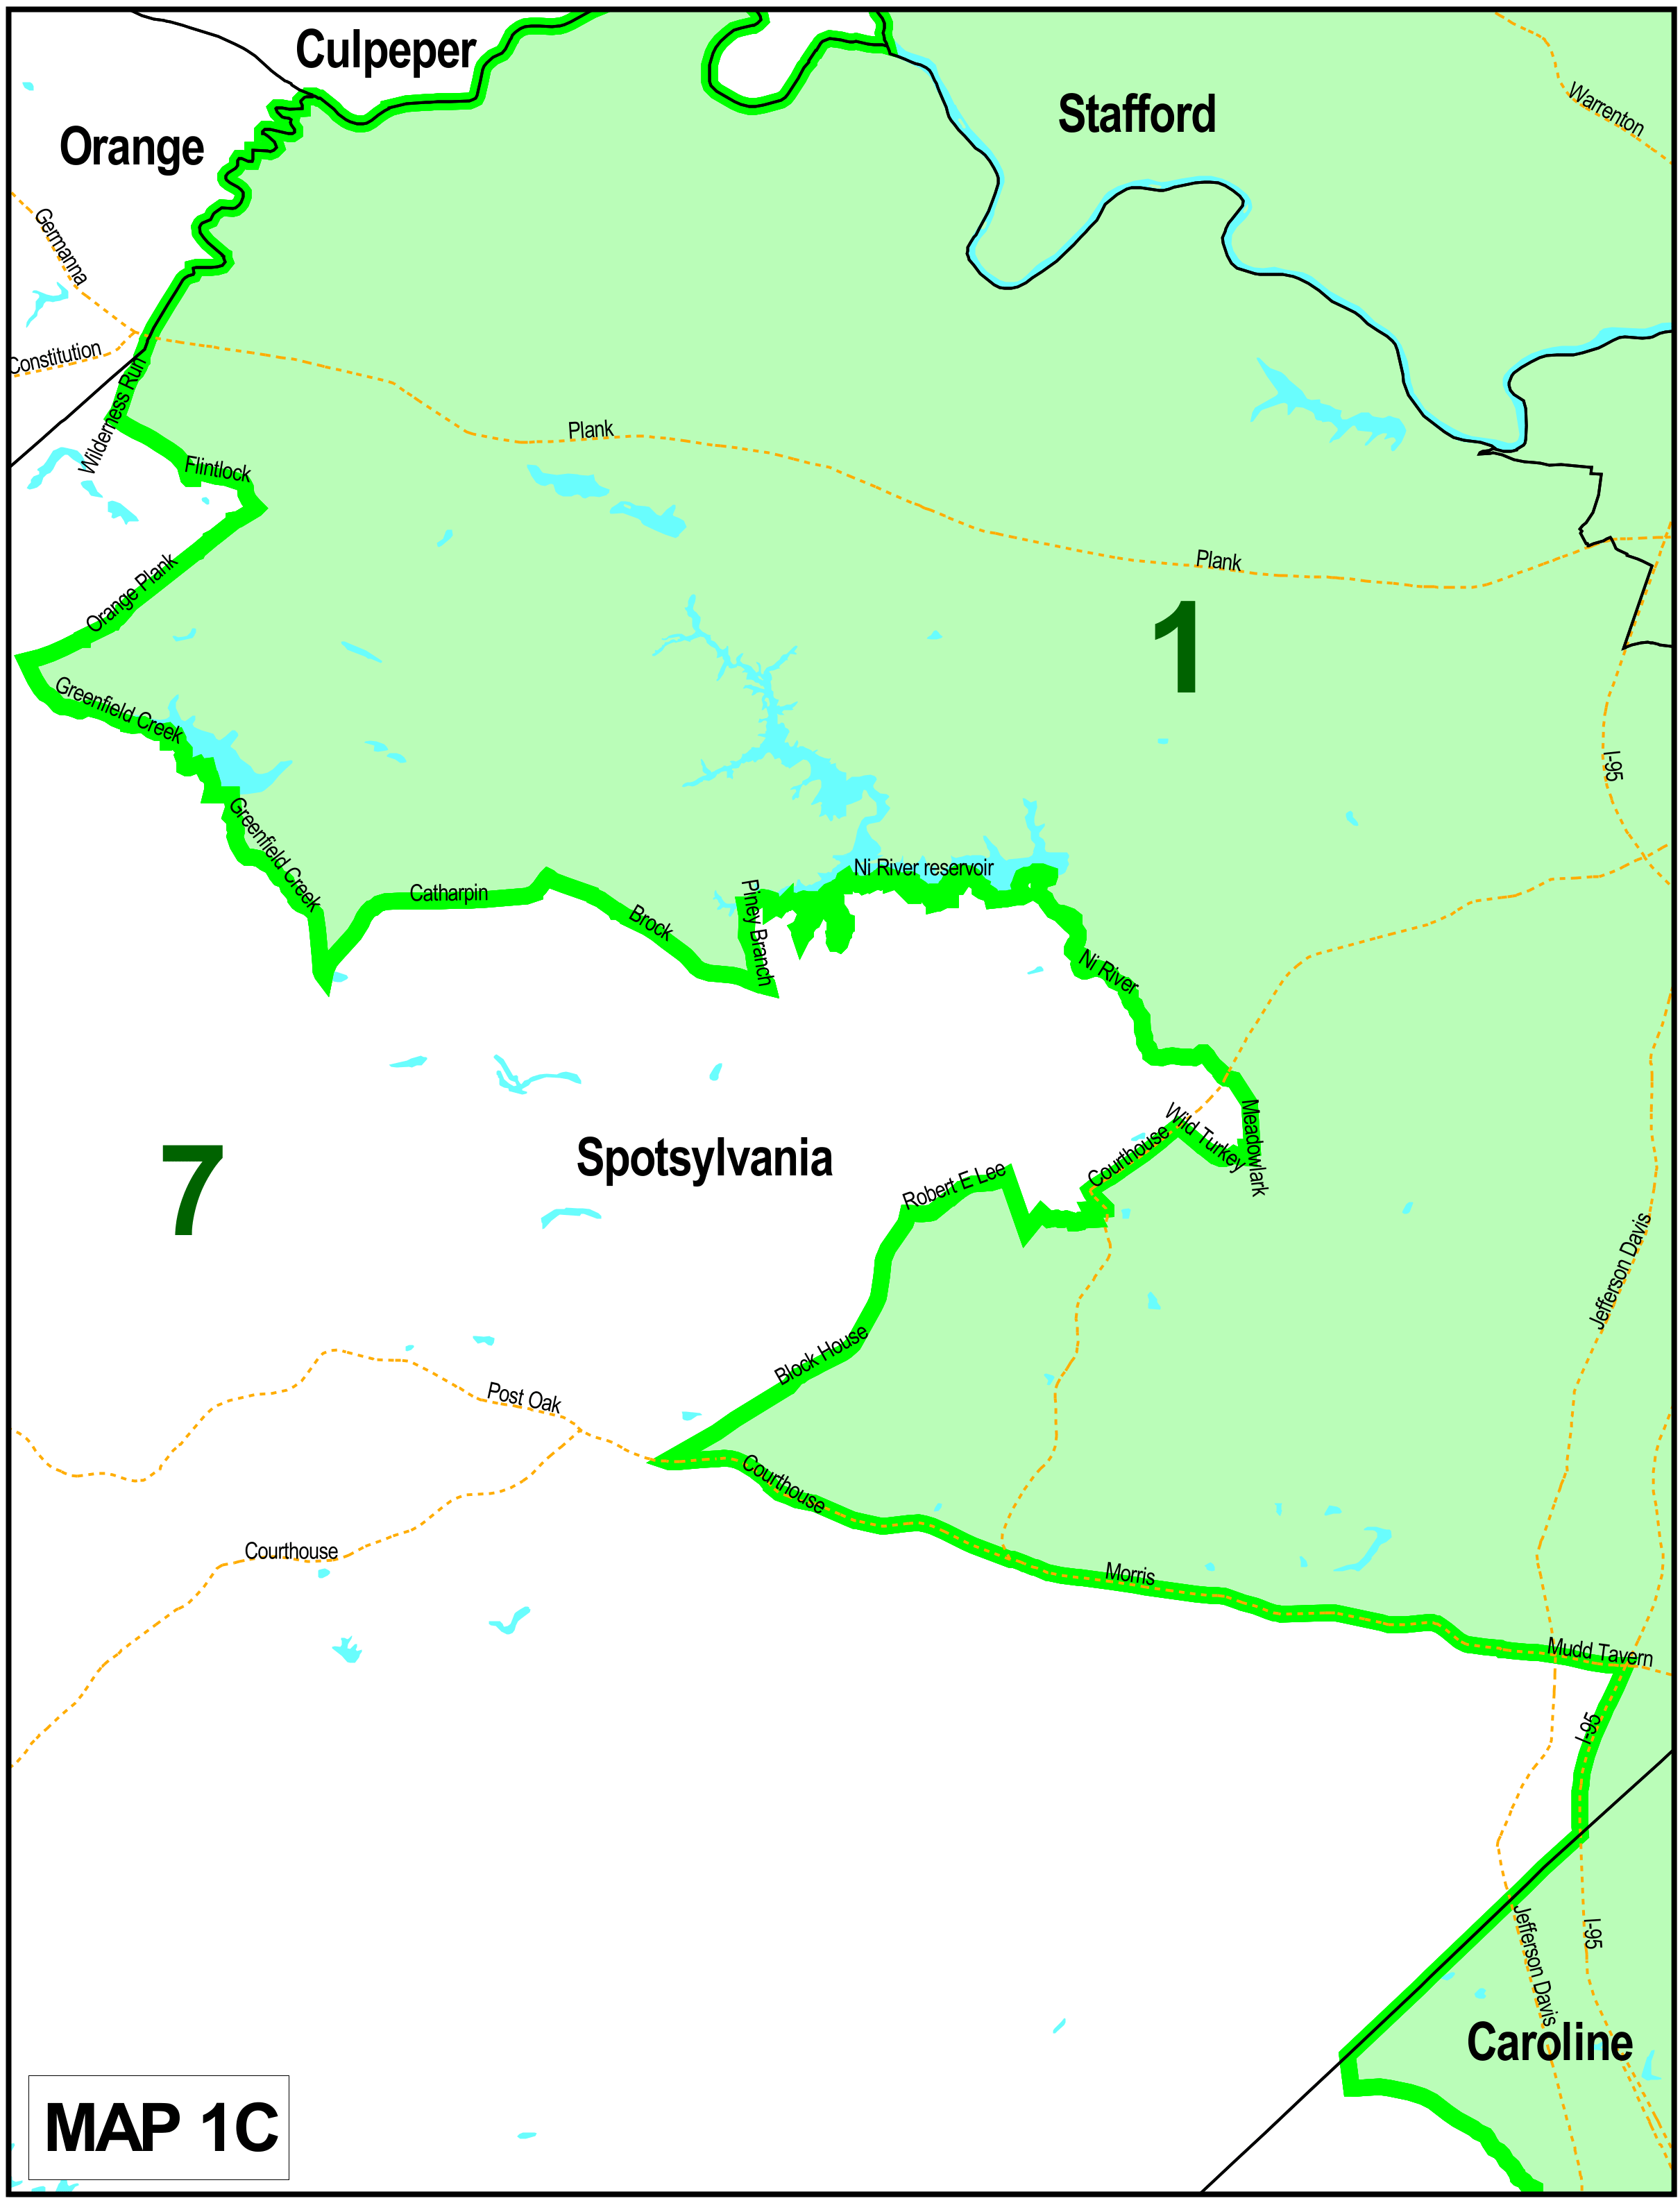 Culpeper
Stafford
Warrenton
Orange
Germanna
Constitution
Wilderness Run
Plank
Flintlock
Plank
Orange Plank
1
Greenfield Creek
I-95
Greenfield Creek
Ni River reservoir
Catharpin
Piney Branch
Brock
Ni River
Meadowlark
Wild Turkey
Courthouse
7
Spotsylvania
Robert E Lee
Jefferson Davis
Block House
Post Oak
Courthouse
Courthouse
Morris
Mudd Tavern
I-95
Jefferson Davis
I-95
Caroline
MAP 1C